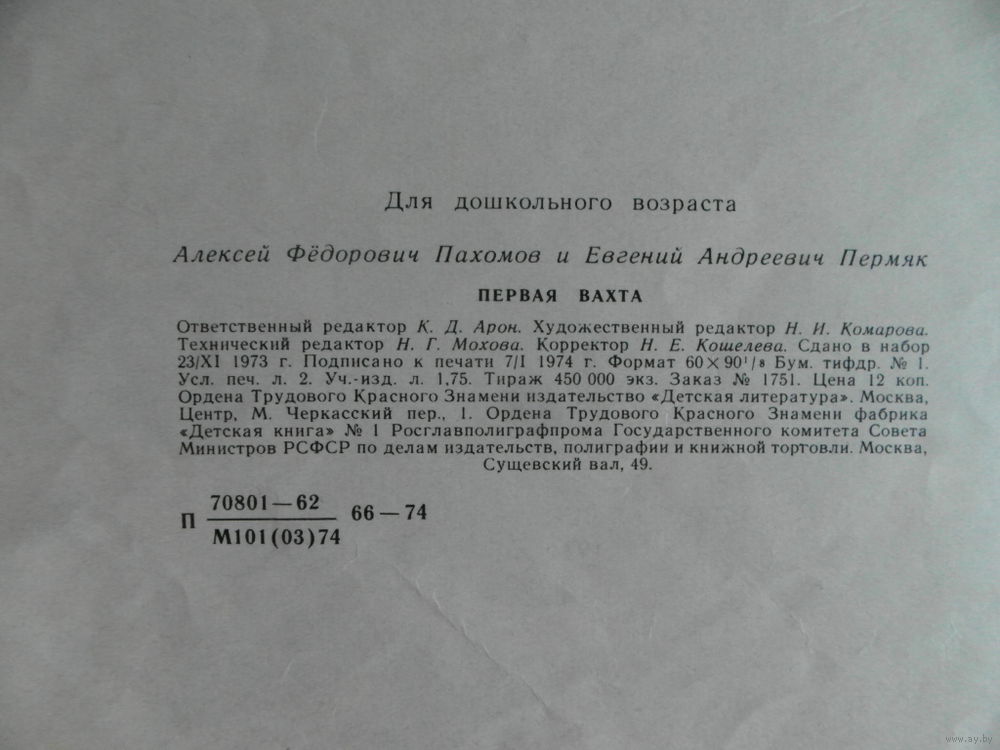 Для дошкольного возраста
Алексей Фёдорович Пахомов и Евгений Андреевич Пермяк
ПЕРВАЯ ВАХТА
Ответственный редактор К. Д. Арон. Художественный редактор Н. И. Комарова.
Технический редактор Н. Г. Мохова. Корректор Н. Е. Кошелева. Сдано в набор
23/XI 1973 г. Подписано к печати 7/I 1974 г. Формат 60×90¹/₈ Бум. тифдр. № 1.
Усл. печ. л. 2. Уч.-изд. л. 1,75. Тираж 450 000 экз. Заказ № 1751. Цена 12 коп.
Ордена Трудового Красного Знамени издательство «Детская литература». Москва,
Центр, М. Черкасский пер., 1. Ордена Трудового Красного Знамени фабрика
«Детская книга» № 1 Росглавполиграфпрома Государственного комитета Совета
Министров РСФСР по делам издательств, полиграфии и книжной торговли. Москва,
Сущевский вал, 49.
70801—62
П 66—74
М101(03)74
www.ay.by